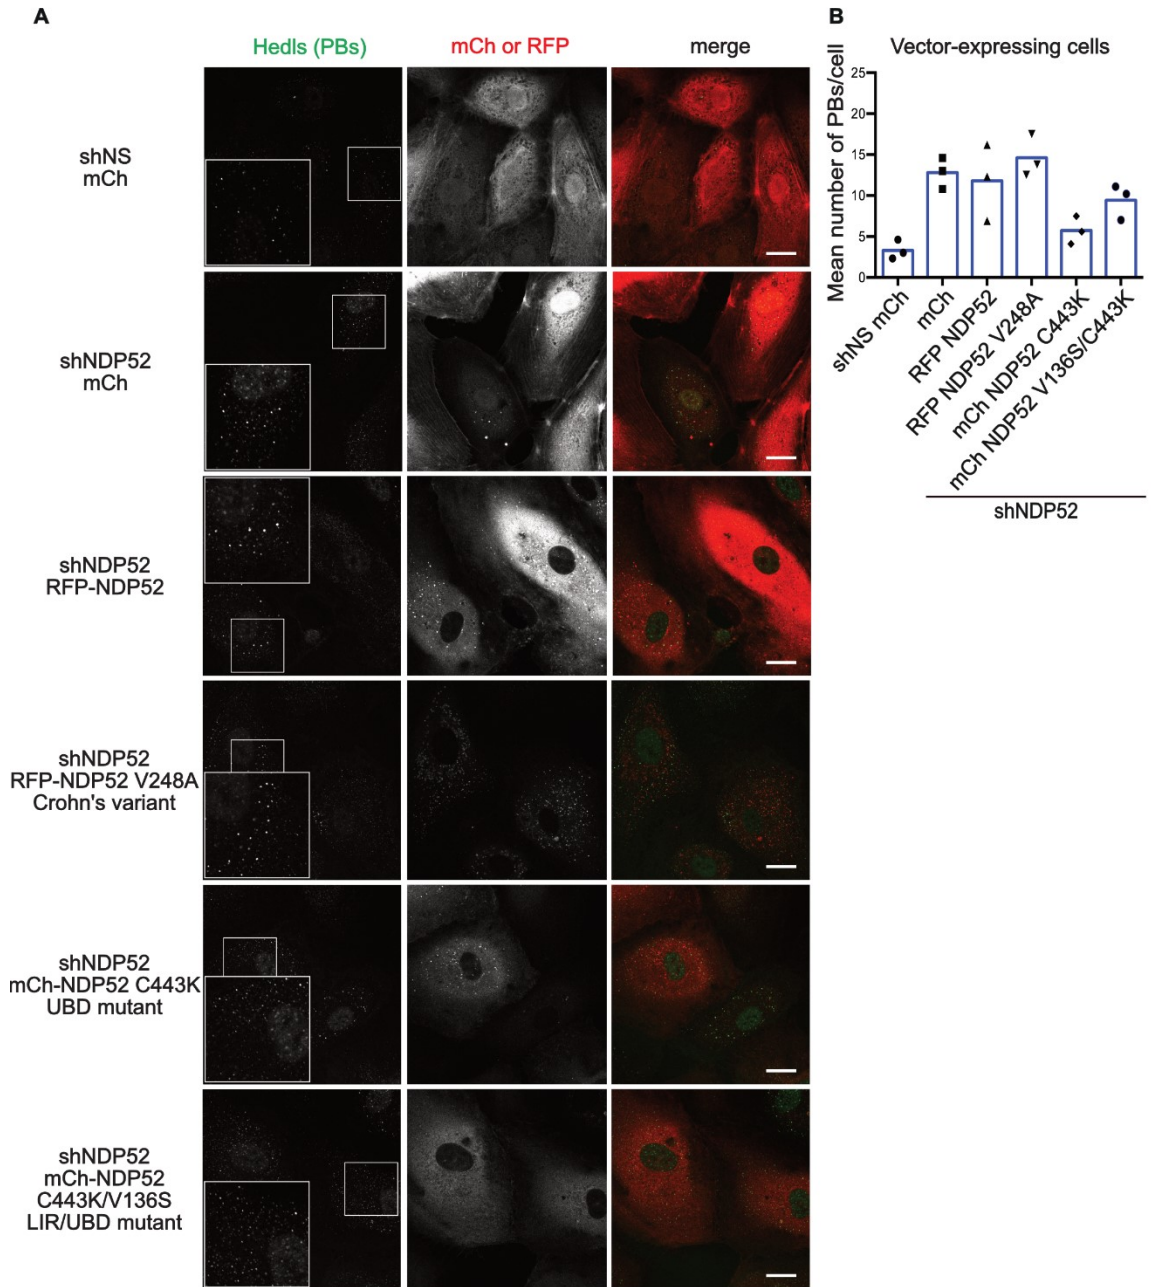 A
Hedls (PBs)
mCh or RFP
merge
shNS
mCh
shNDP52
mCh
shNDP52
RFP-NDP52
shNDP52
RFP-NDP52 V248A
Crohn's variant
shNDP52
mCh-NDP52 C443K
UBD mutant
shNDP52
mCh-NDP52
C443K/V136S
LIR/UBD mutant
B
Vector-expressing cells
Mean number of PBs/cell
25
20
15
10
5
0
shNS mCh
mCh
RFP NDP52
RFP NDP52 V248A
mCh NDP52 C443K
mCh NDP52 V136S/C443K
shNDP52